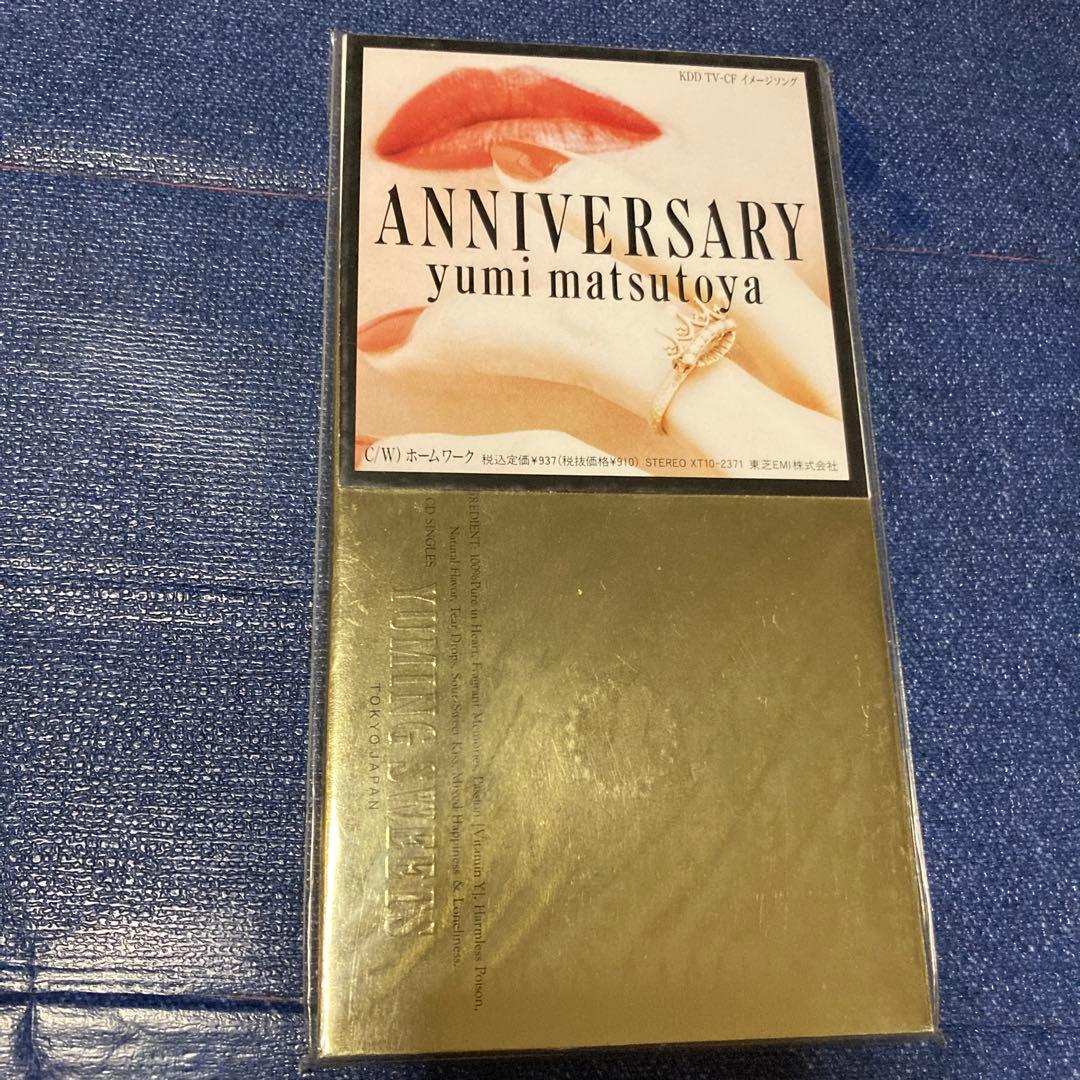 KDD TV-CF イメージソング
ANNIVERSARY
yumi matsutoya
C/W) ホームワーク 税込定価¥937(税抜価格¥910) STEREO XT10-2371 東芝EMI株式会社
REDIENT: 100%Pure in Heart, Fragrant Memories, Passion [Vitamin Y], Harmless Poison,
Natural Flavor, Tear Drops, Sour-Sweet Kiss, Mixed Happiness & Loneliness.
CD SINGLES
YUMING SWEETS
TOKYO JAPAN